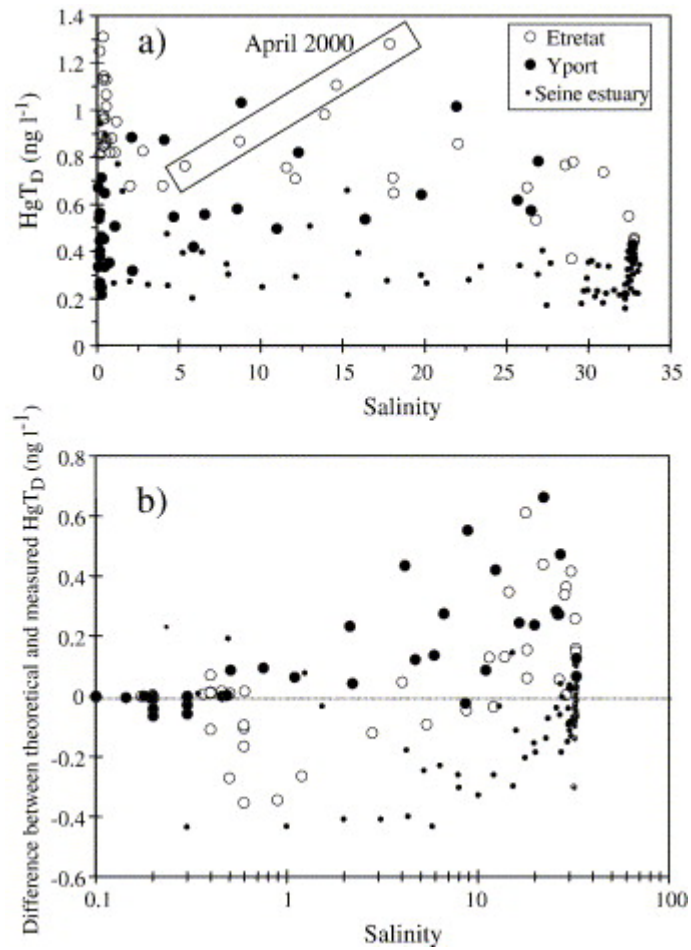 a)
April 2000
Etretat
Yport
Seine estuary
HgT_D (ng l⁻¹)
1.4
1.2
1
0.8
0.6
0.4
0.2
0
0 5 10 15 20 25 30 35
Salinity
b)
Difference between theoretical and measured HgT_D (ng l⁻¹)
0.8
0.6
0.4
0.2
0
-0.2
-0.4
-0.6
0.1 1 10 100
Salinity